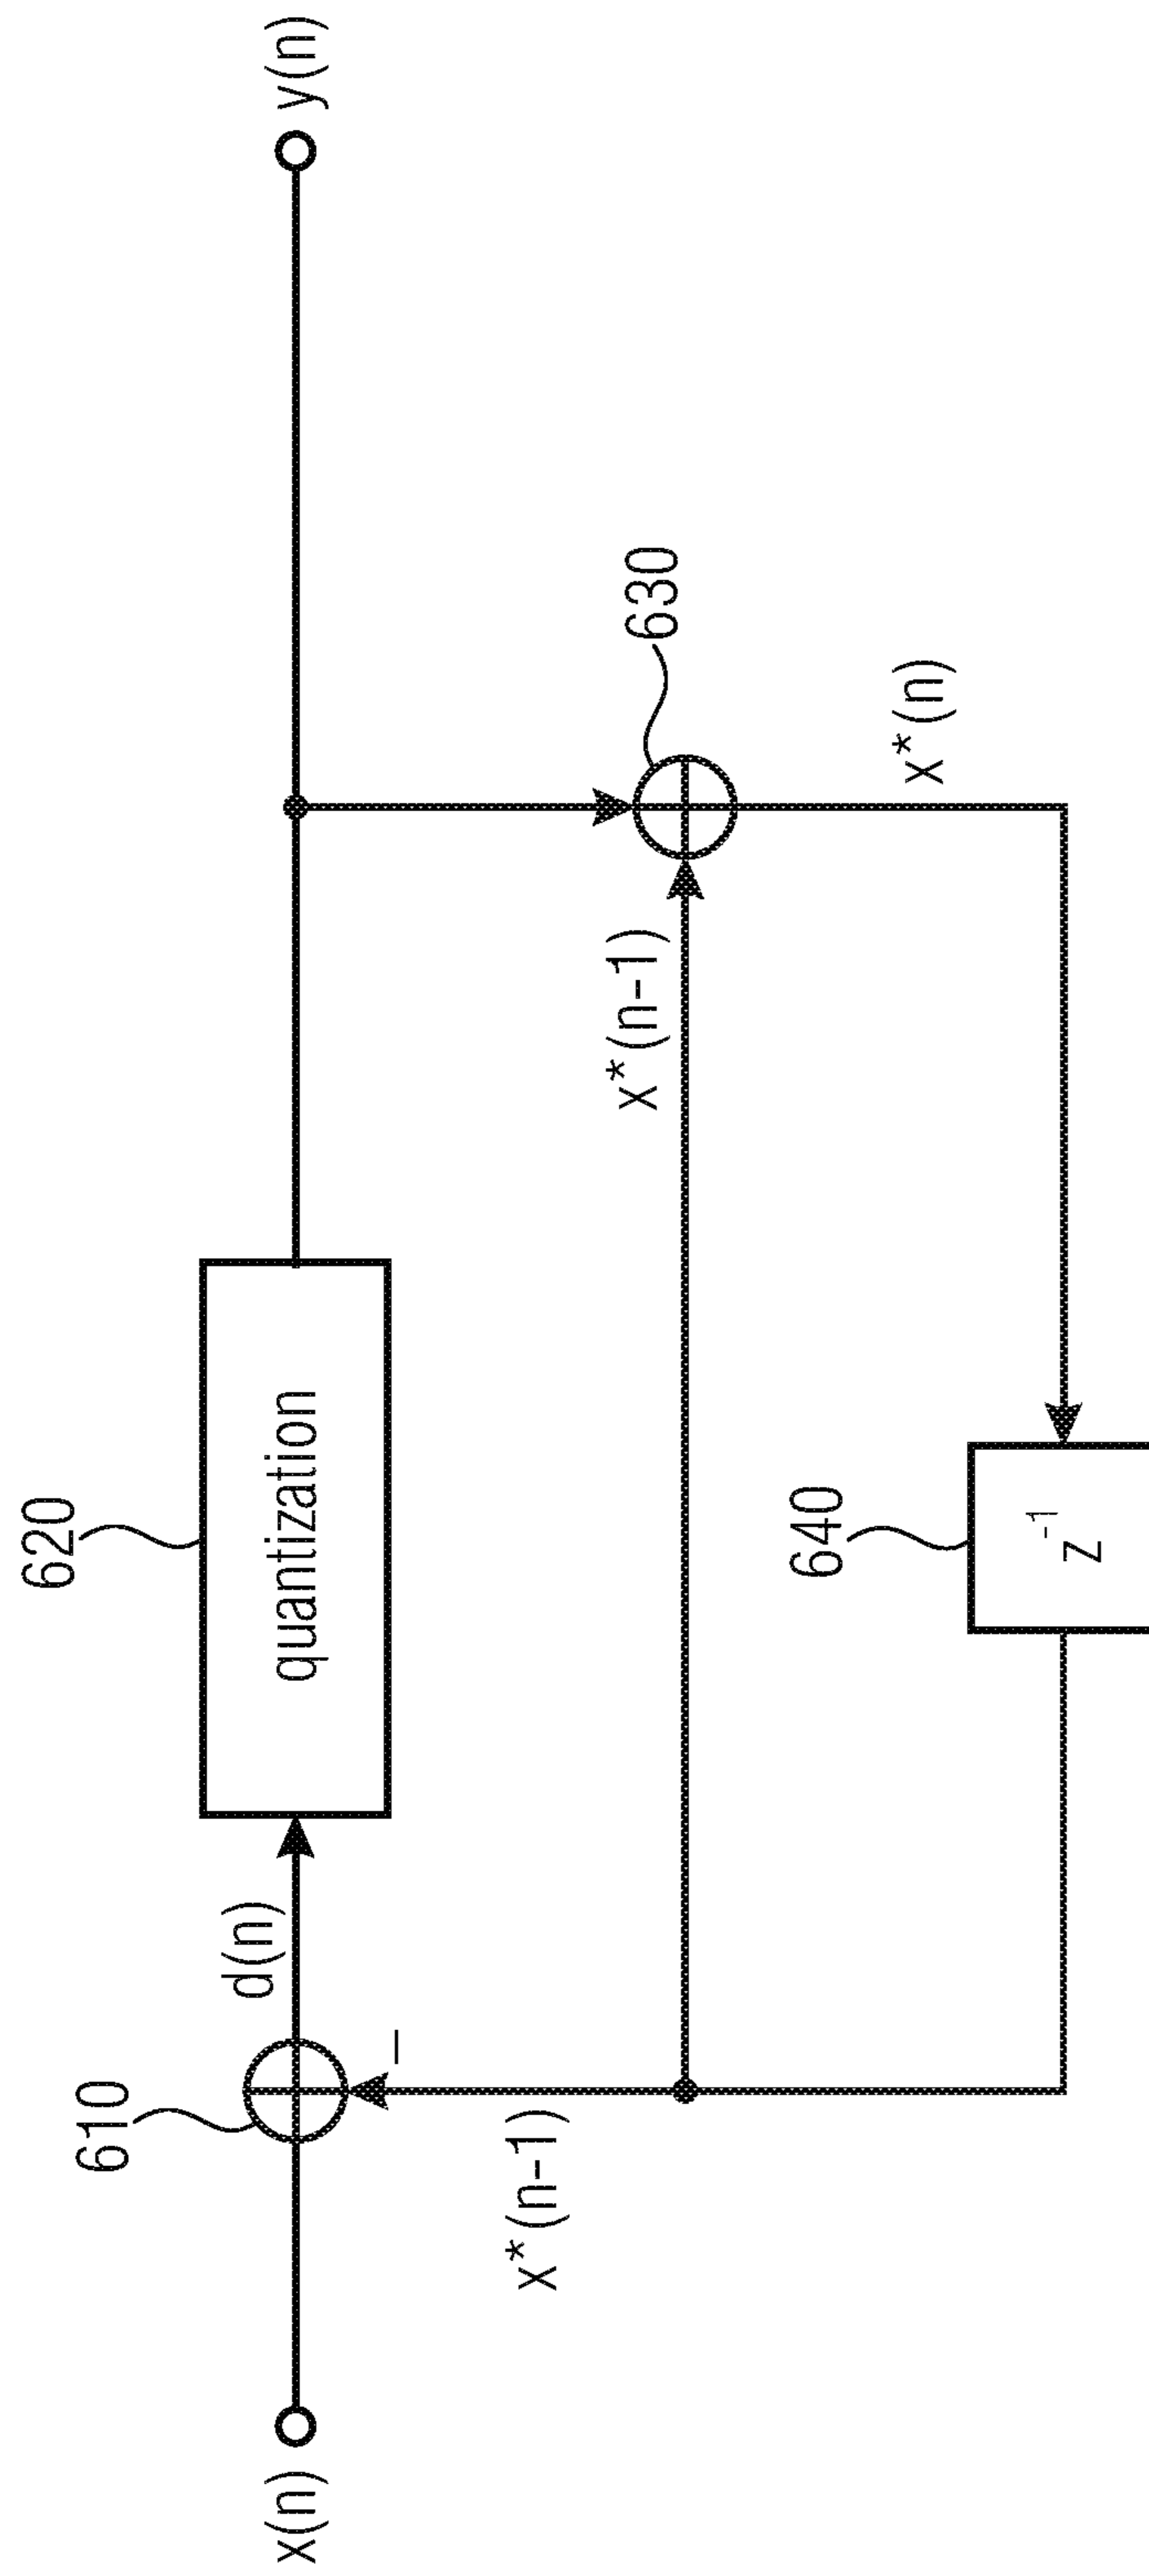 x(n)
610
d(n)
620
quantization
y(n)
x*(n-1)
x*(n-1)
630
x*(n)
640
z⁻¹
–